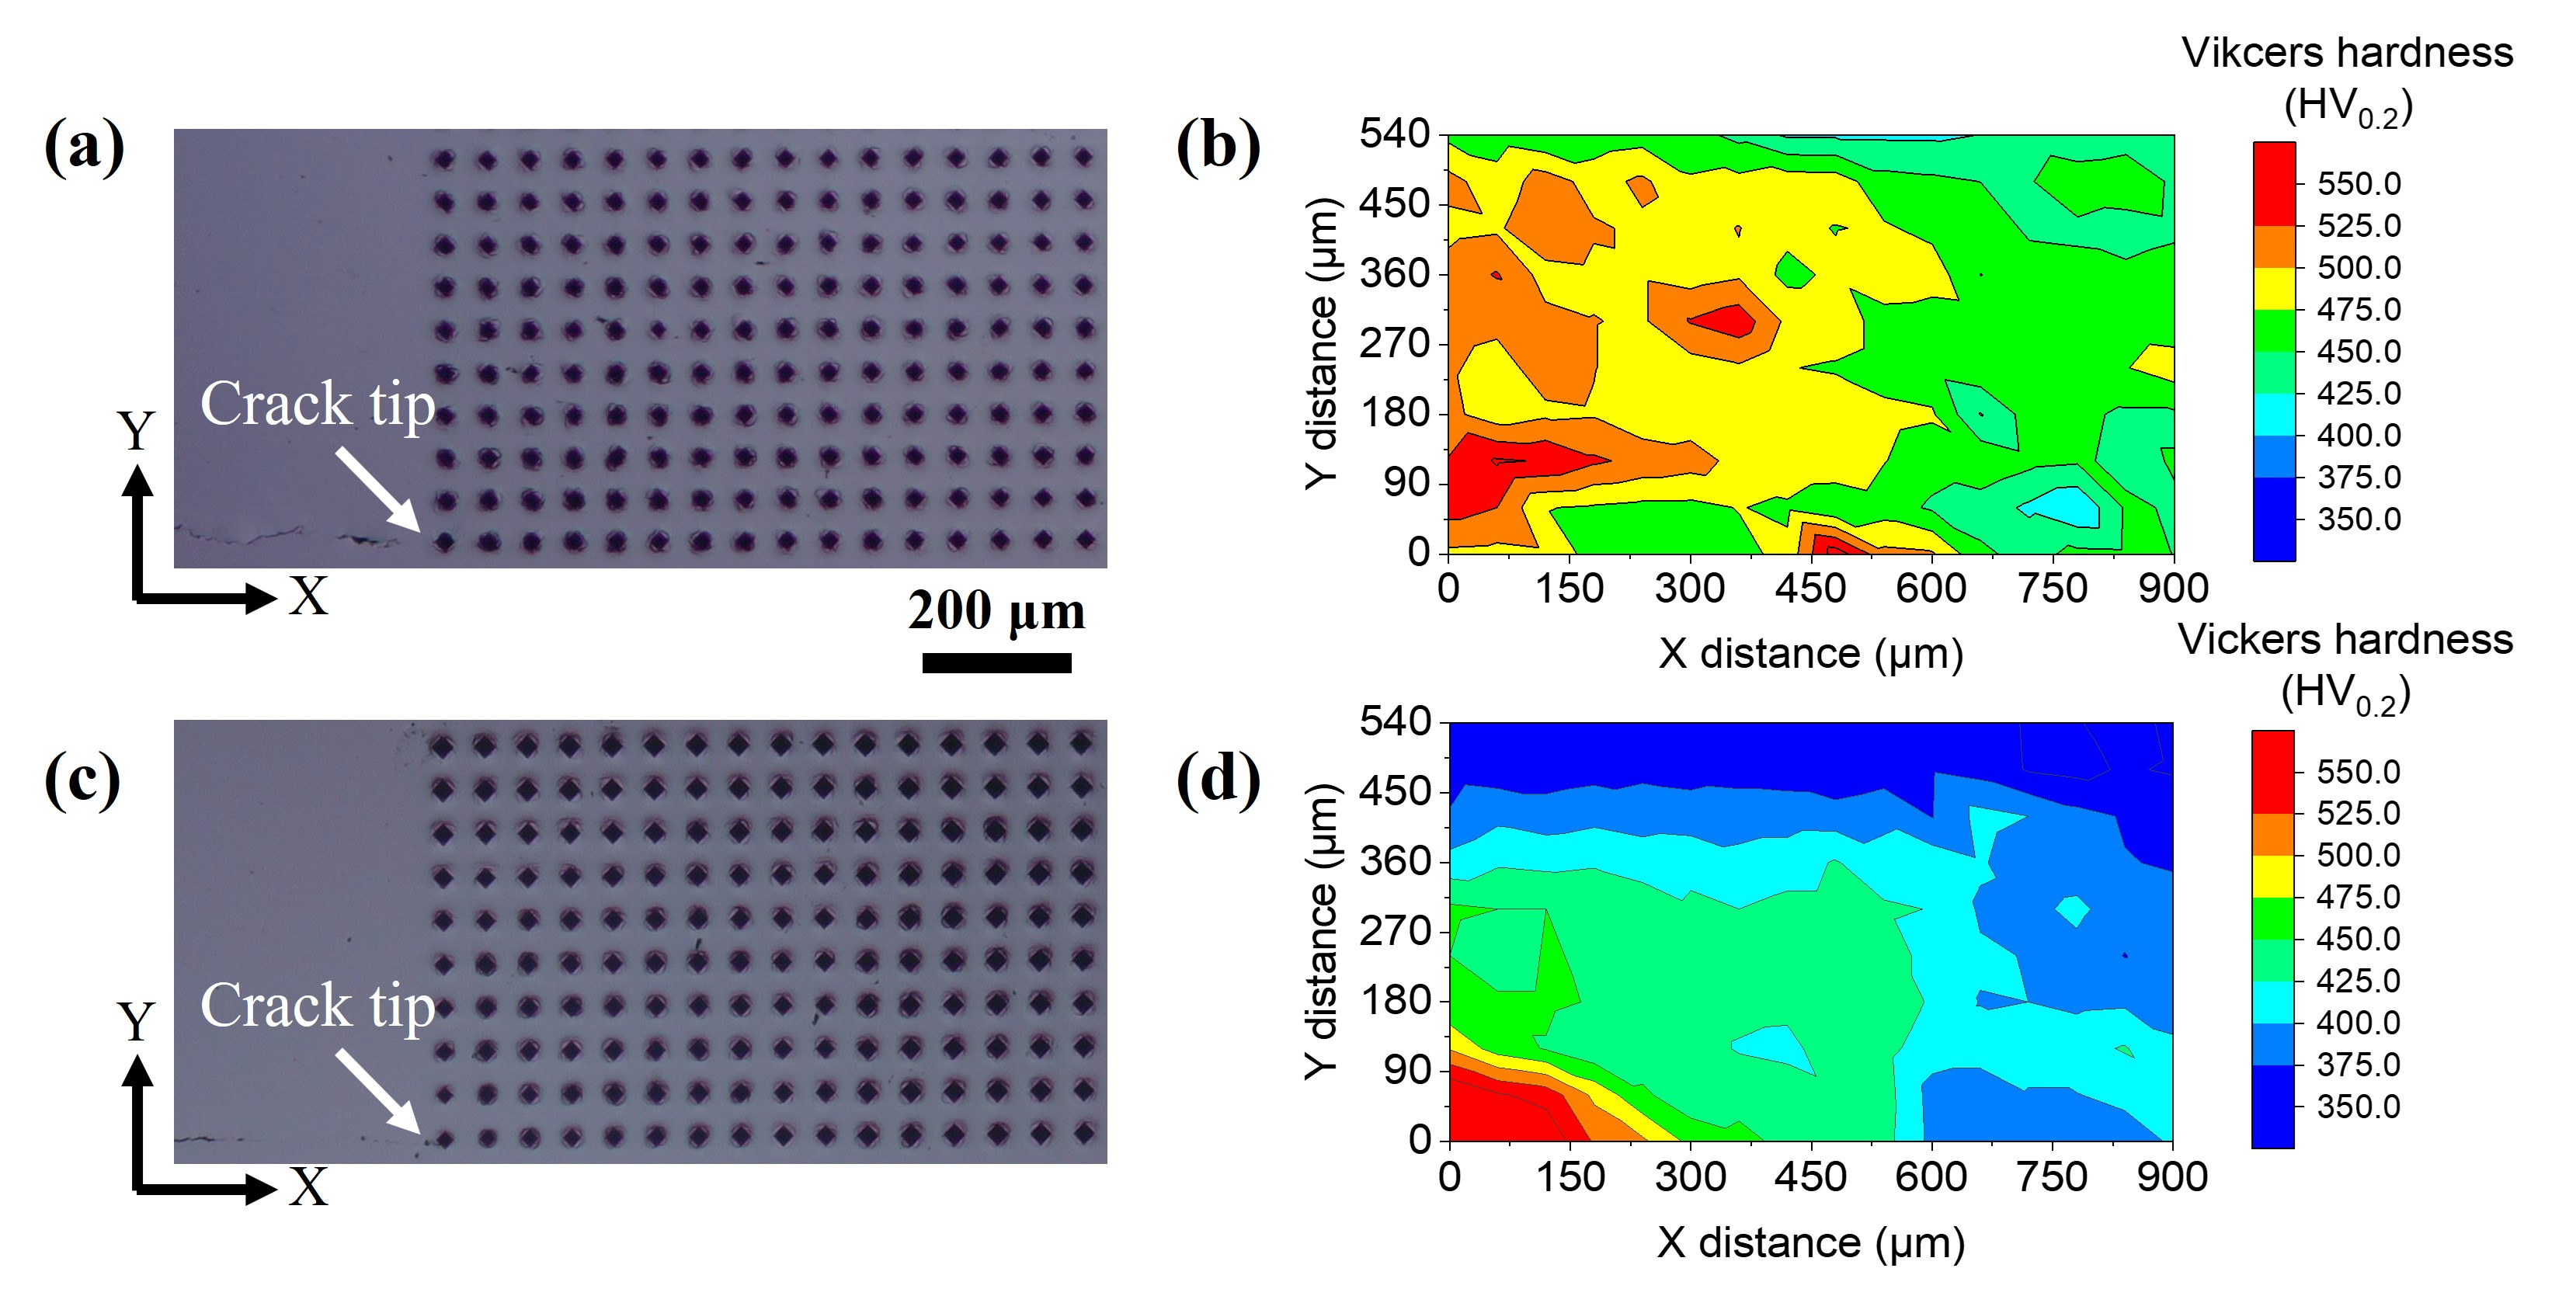 (a)
Crack tip
Y
X
200 µm
(b)
Vikcers hardness
(HV0.2)
540
450
360
270
180
90
0
Y distance (µm)
0 150 300 450 600 750 900
X distance (µm)
550.0
525.0
500.0
475.0
450.0
425.0
400.0
375.0
350.0
(c)
Crack tip
Y
X
(d)
Vickers hardness
(HV0.2)
540
450
360
270
180
90
0
Y distance (µm)
0 150 300 450 600 750 900
X distance (µm)
550.0
525.0
500.0
475.0
450.0
425.0
400.0
375.0
350.0